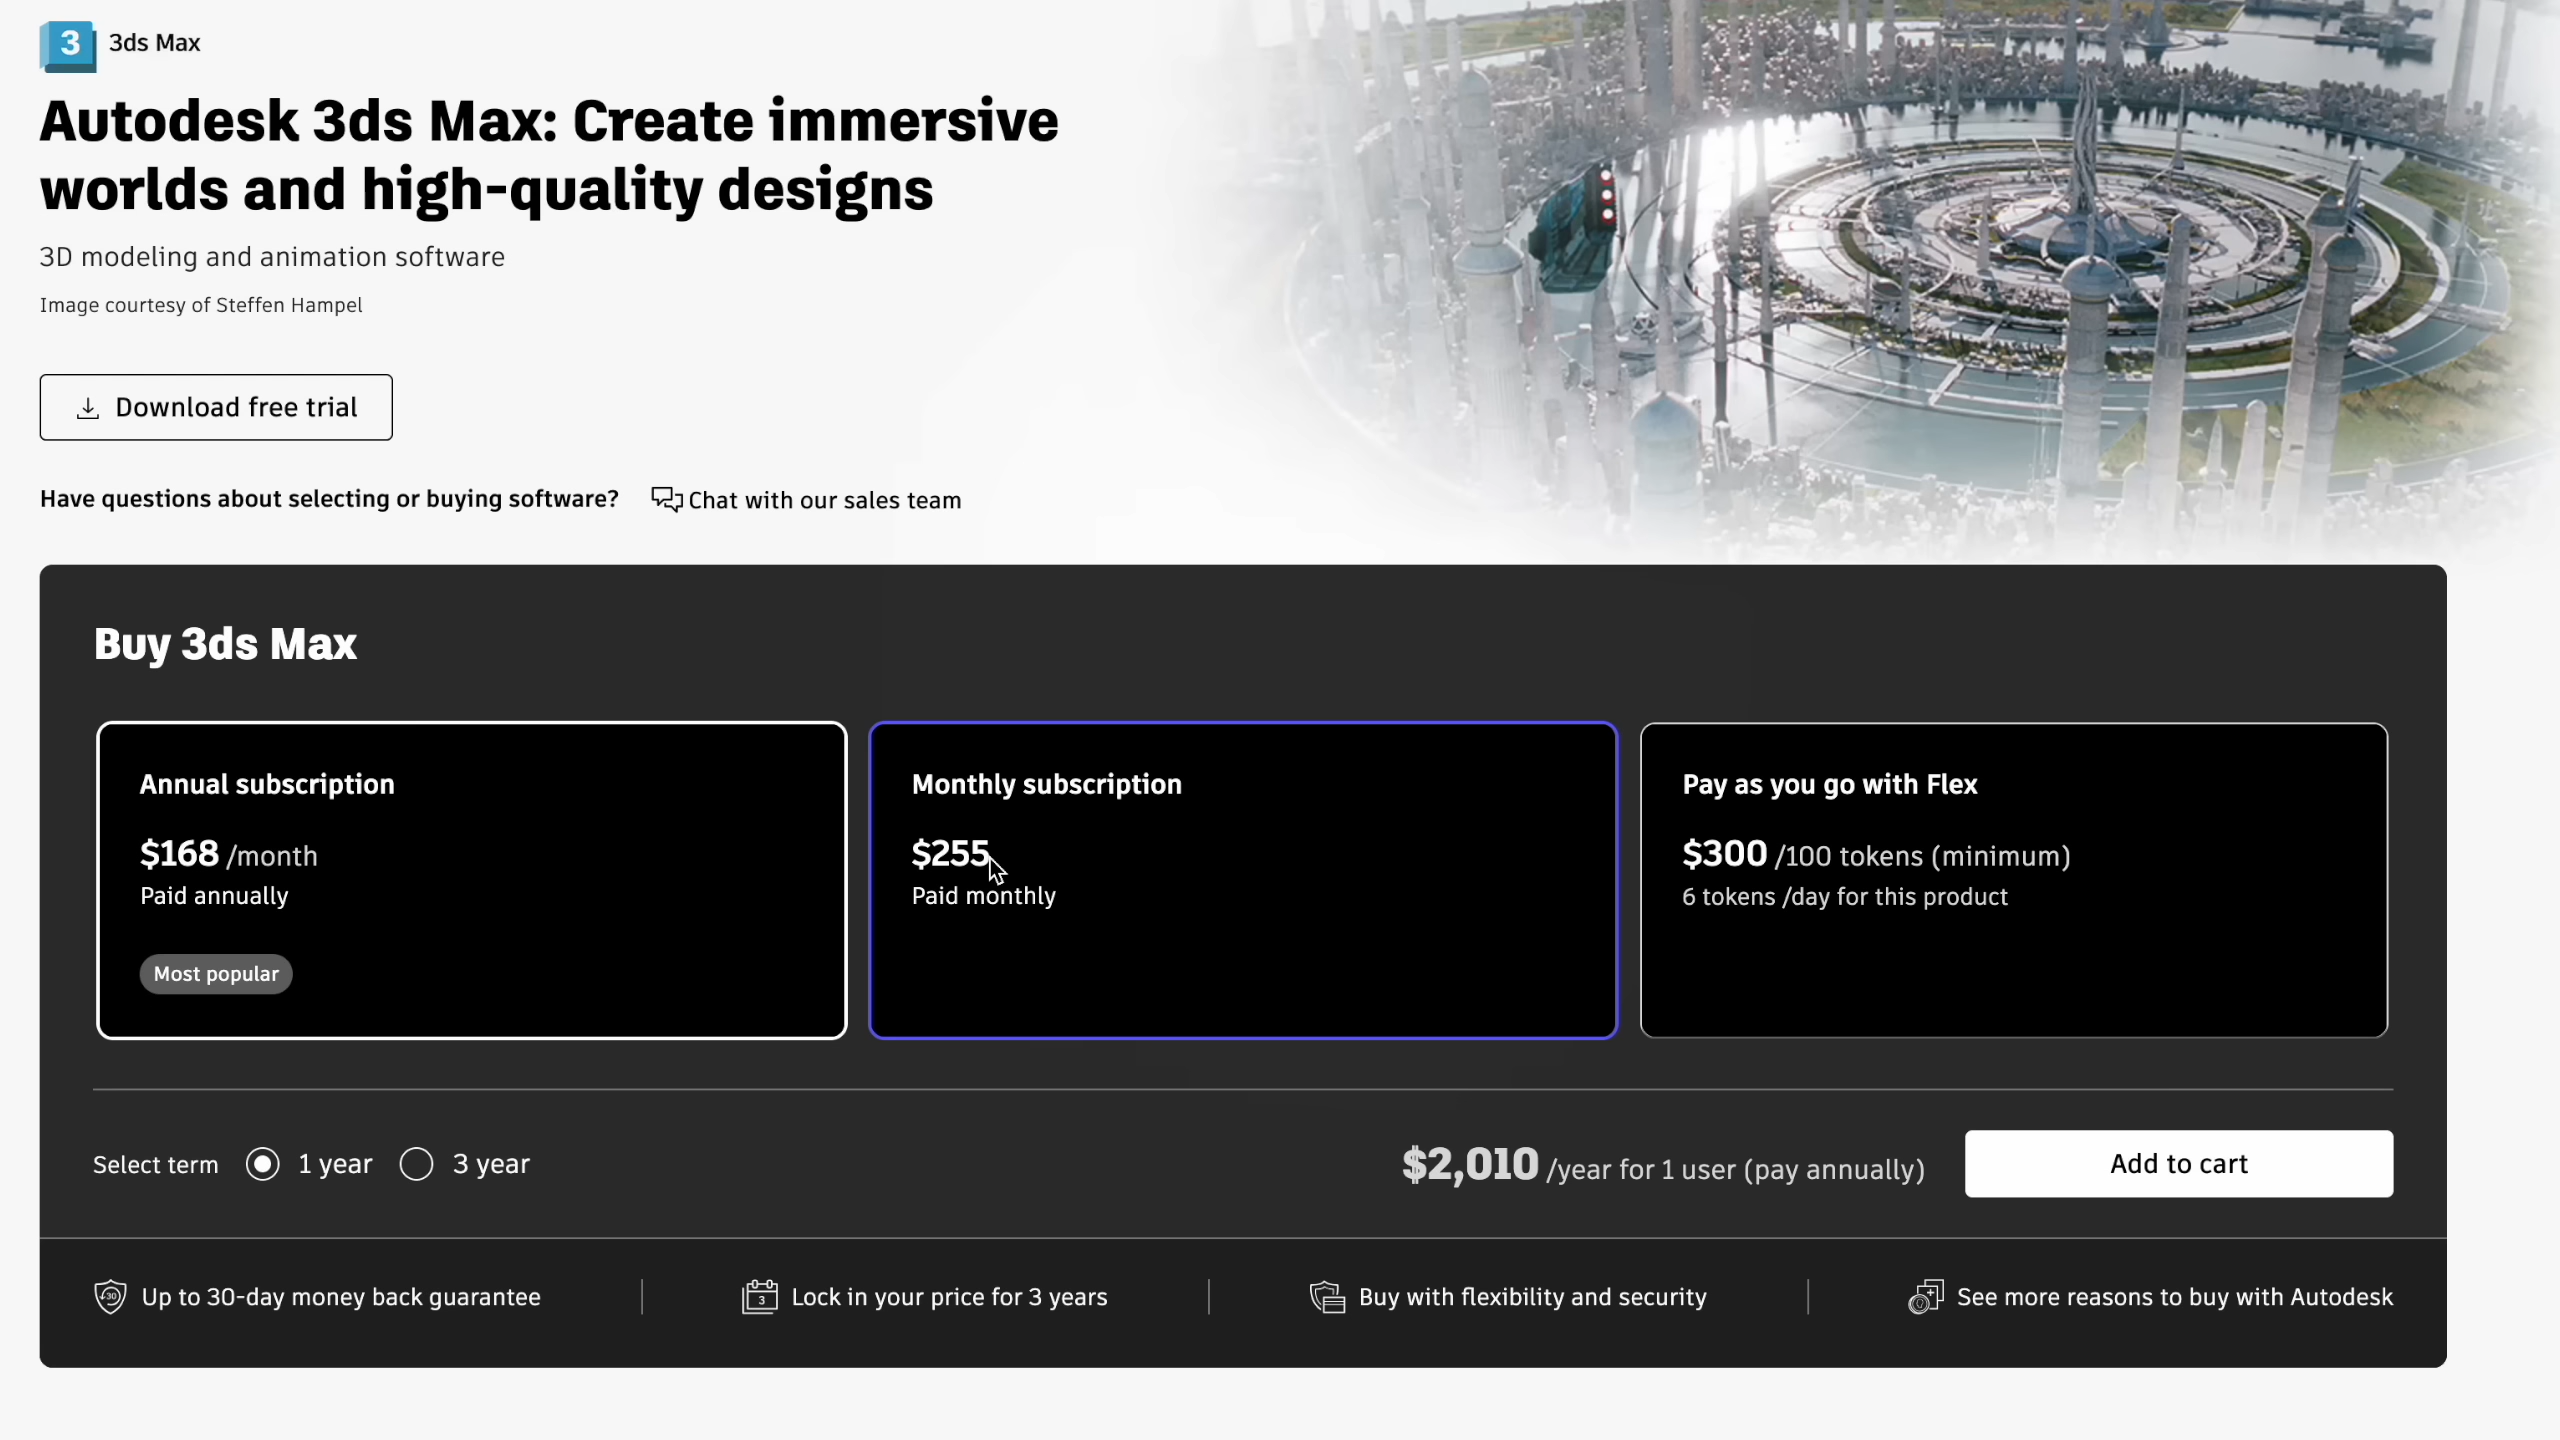 3 3ds Max
Autodesk 3ds Max: Create immersive
worlds and high-quality designs
3D modeling and animation software
Image courtesy of Steffen Hampel
Download free trial
Have questions about selecting or buying software? Chat with our sales team
Buy 3ds Max
Annual subscription
$168 /month
Paid annually
Most popular
Monthly subscription
$255
Paid monthly
Pay as you go with Flex
$300 /100 tokens (minimum)
6 tokens /day for this product
Select term 1 year 3 year
$2,010 /year for 1 user (pay annually)
Add to cart
30 Up to 30-day money back guarantee
3 Lock in your price for 3 years
Buy with flexibility and security
See more reasons to buy with Autodesk